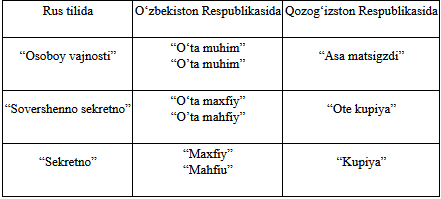 Rus tilida O‘zbekiston Respublikasida Qozog‘izston Respublikasida
“Osoboy vajnosti” “O‘ta muhim” “Asa matsigzdi”
“O’ta muhim”
“Sovershenno sekretno” “O‘ta maxfiy” “Ote kupiya”
“O’ta mahfiy”
“Sekretno” “Maxfiy” “Kupiya”
“Mahfiu”